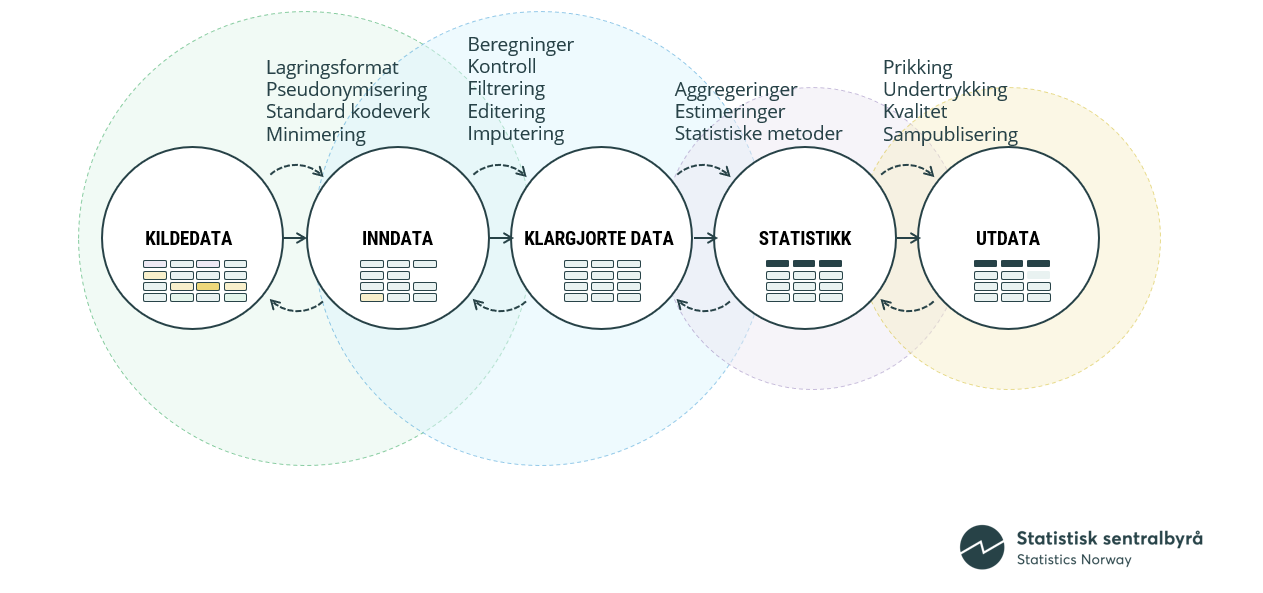 Lagringsformat
Pseudonymisering
Standard kodeverk
Minimering
Beregninger
Kontroll
Filtrering
Editering
Imputering
Aggregeringer
Estimeringer
Statistiske metoder
Prikking
Undertrykking
Kvalitet
Sampublisering
KILDEDATA
INNDATA
KLARGJORTE DATA
STATISTIKK
UTDATA
Statistisk sentralbyrå
Statistics Norway